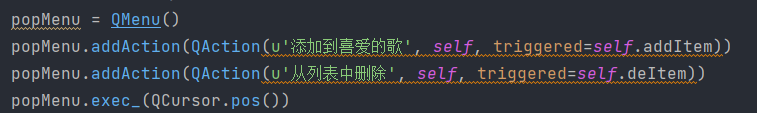 popMenu = QMenu()
popMenu.addAction(QAction(u'添加到喜爱的歌', self, triggered=self.addItem))
popMenu.addAction(QAction(u'从列表中删除', self, triggered=self.deItem))
popMenu.exec_(QCursor.pos())